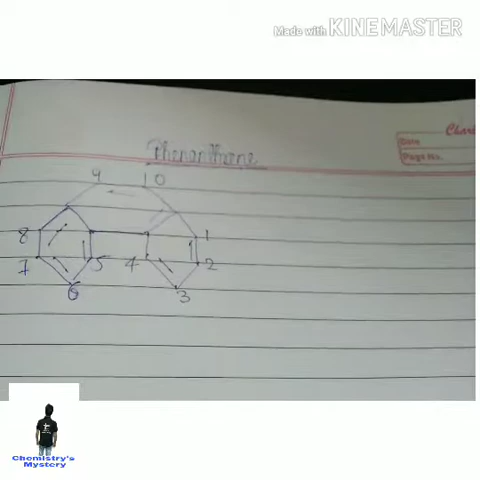 Made with KINEMASTER
Chart
Date
Page No.
Phenanthrene
9 10
8 1
7 5 4 2
6 3
Chemistry's
Mystery